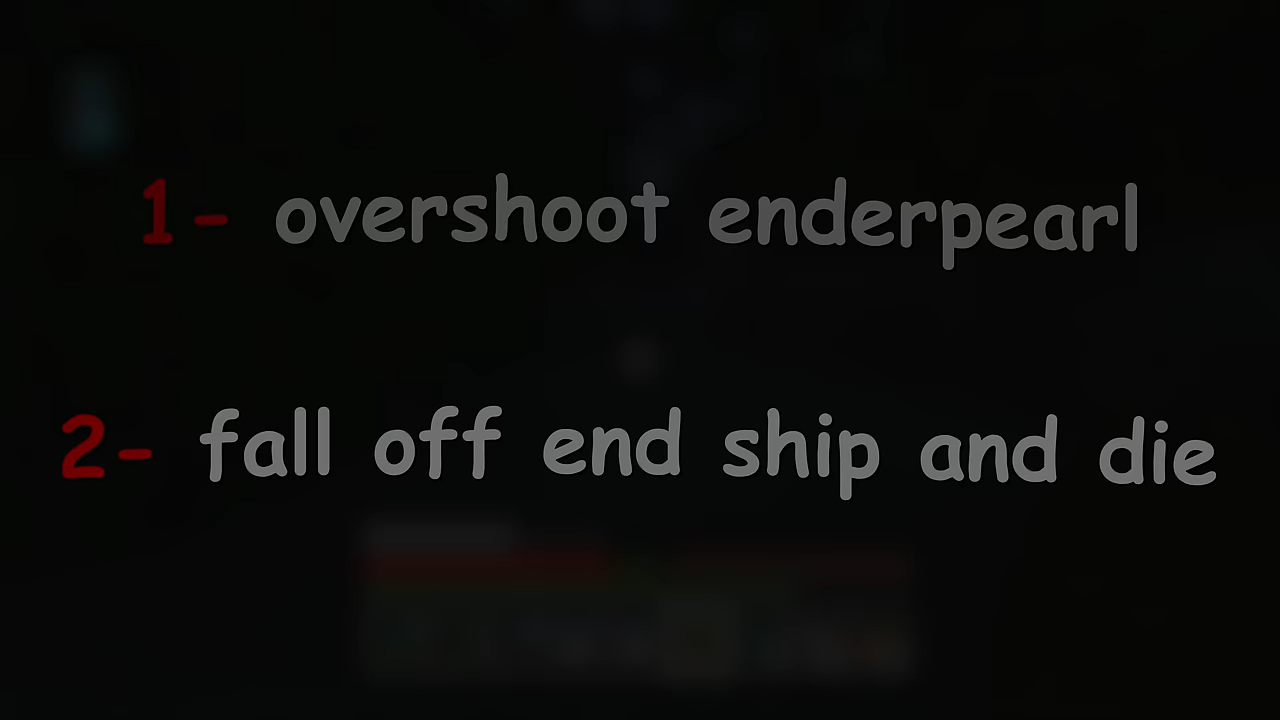 1- overshoot enderpearl
2- fall off end ship and die